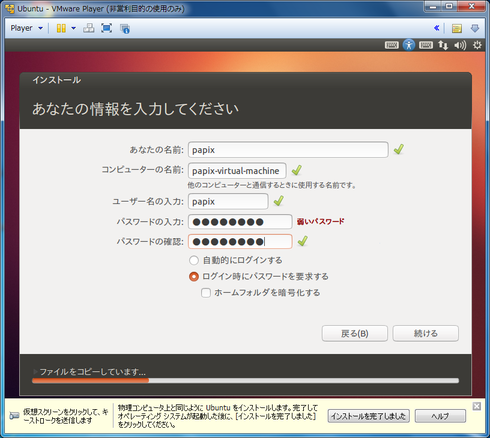 Ubuntu - VMware Player (非営利目的の使用のみ)
Player
インストール
あなたの情報を入力してください
あなたの名前: papix
コンピューターの名前: papix-virtual-machine
他のコンピューターと通信するときに使用する名前です。
ユーザー名の入力: papix
パスワードの入力: ●●●●●●●● 弱いパスワード
パスワードの確認: ●●●●●●●●
自動的にログインする
ログイン時にパスワードを要求する
ホームフォルダを暗号化する
戻る(B) 続ける
ファイルをコピーしています...
仮想スクリーンをクリックして、キーストロークを送信します
物理コンピュータ上と同じように Ubuntu をインストールします。完了して
オペレーティング システムが起動した後に、[インストールを完了しました]
をクリックしてください。
インストールを完了しました ヘルプ